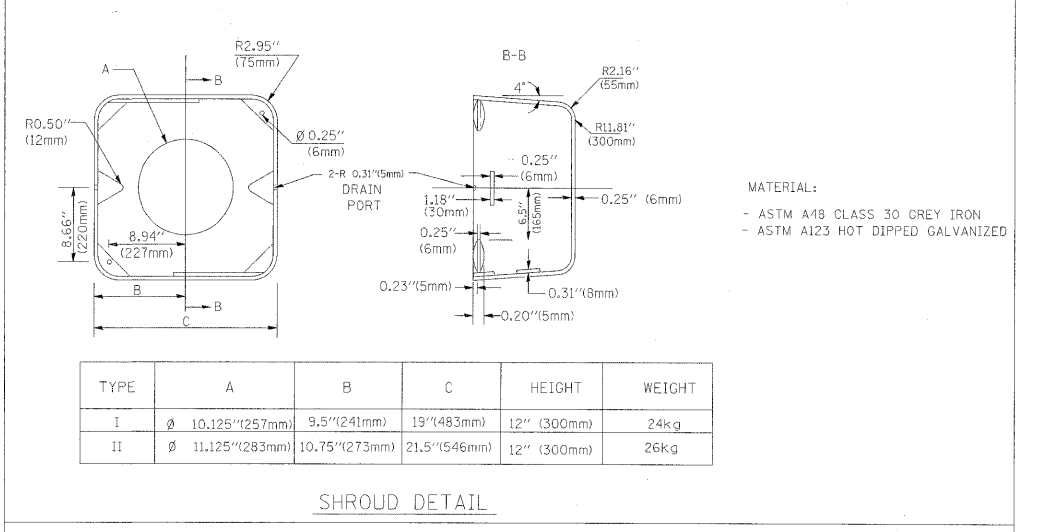 R2.95"
(75mm)
A
B
R0.50"
(12mm)
Ø 0.25"
(6mm)
2-R 0.31"(5mm)
DRAIN
PORT
8.66"
(220mm)
8.94"
(227mm)
B
B
C
B-B
4°
R2.16"
(55mm)
R11.81"
(300mm)
0.25"
(6mm)
1.18"
(30mm)
6.5"
(165mm)
0.25" (6mm)
0.25"
(6mm)
0.23"(5mm)
0.31"(8mm)
0.20"(5mm)
MATERIAL:
- ASTM A48 CLASS 30 GREY IRON
- ASTM A123 HOT DIPPED GALVANIZED
TYPE A B C HEIGHT WEIGHT
I Ø 10.125"(257mm) 9.5"(241mm) 19"(483mm) 12" (300mm) 24kg
II Ø 11.125"(283mm) 10.75"(273mm) 21.5"(546mm) 12" (300mm) 26kg
SHROUD DETAIL